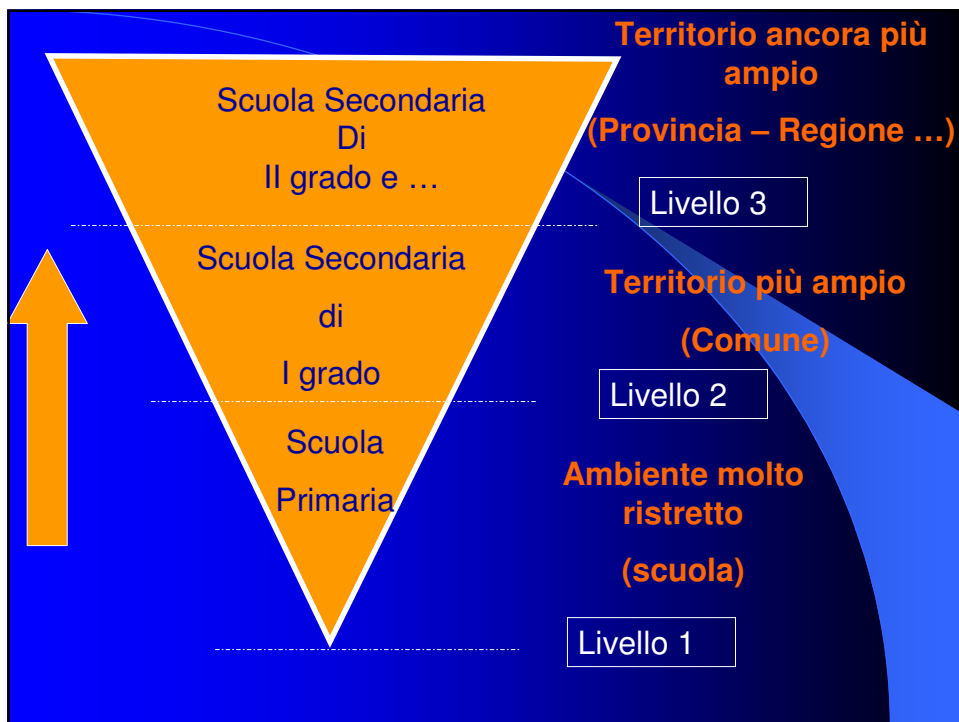 Territorio ancora più
ampio
(Provincia – Regione …)
Scuola Secondaria
Di
II grado e …
Livello 3
Scuola Secondaria
di
I grado
Territorio più ampio
(Comune)
Livello 2
Scuola
Primaria
Ambiente molto
ristretto
(scuola)
Livello 1